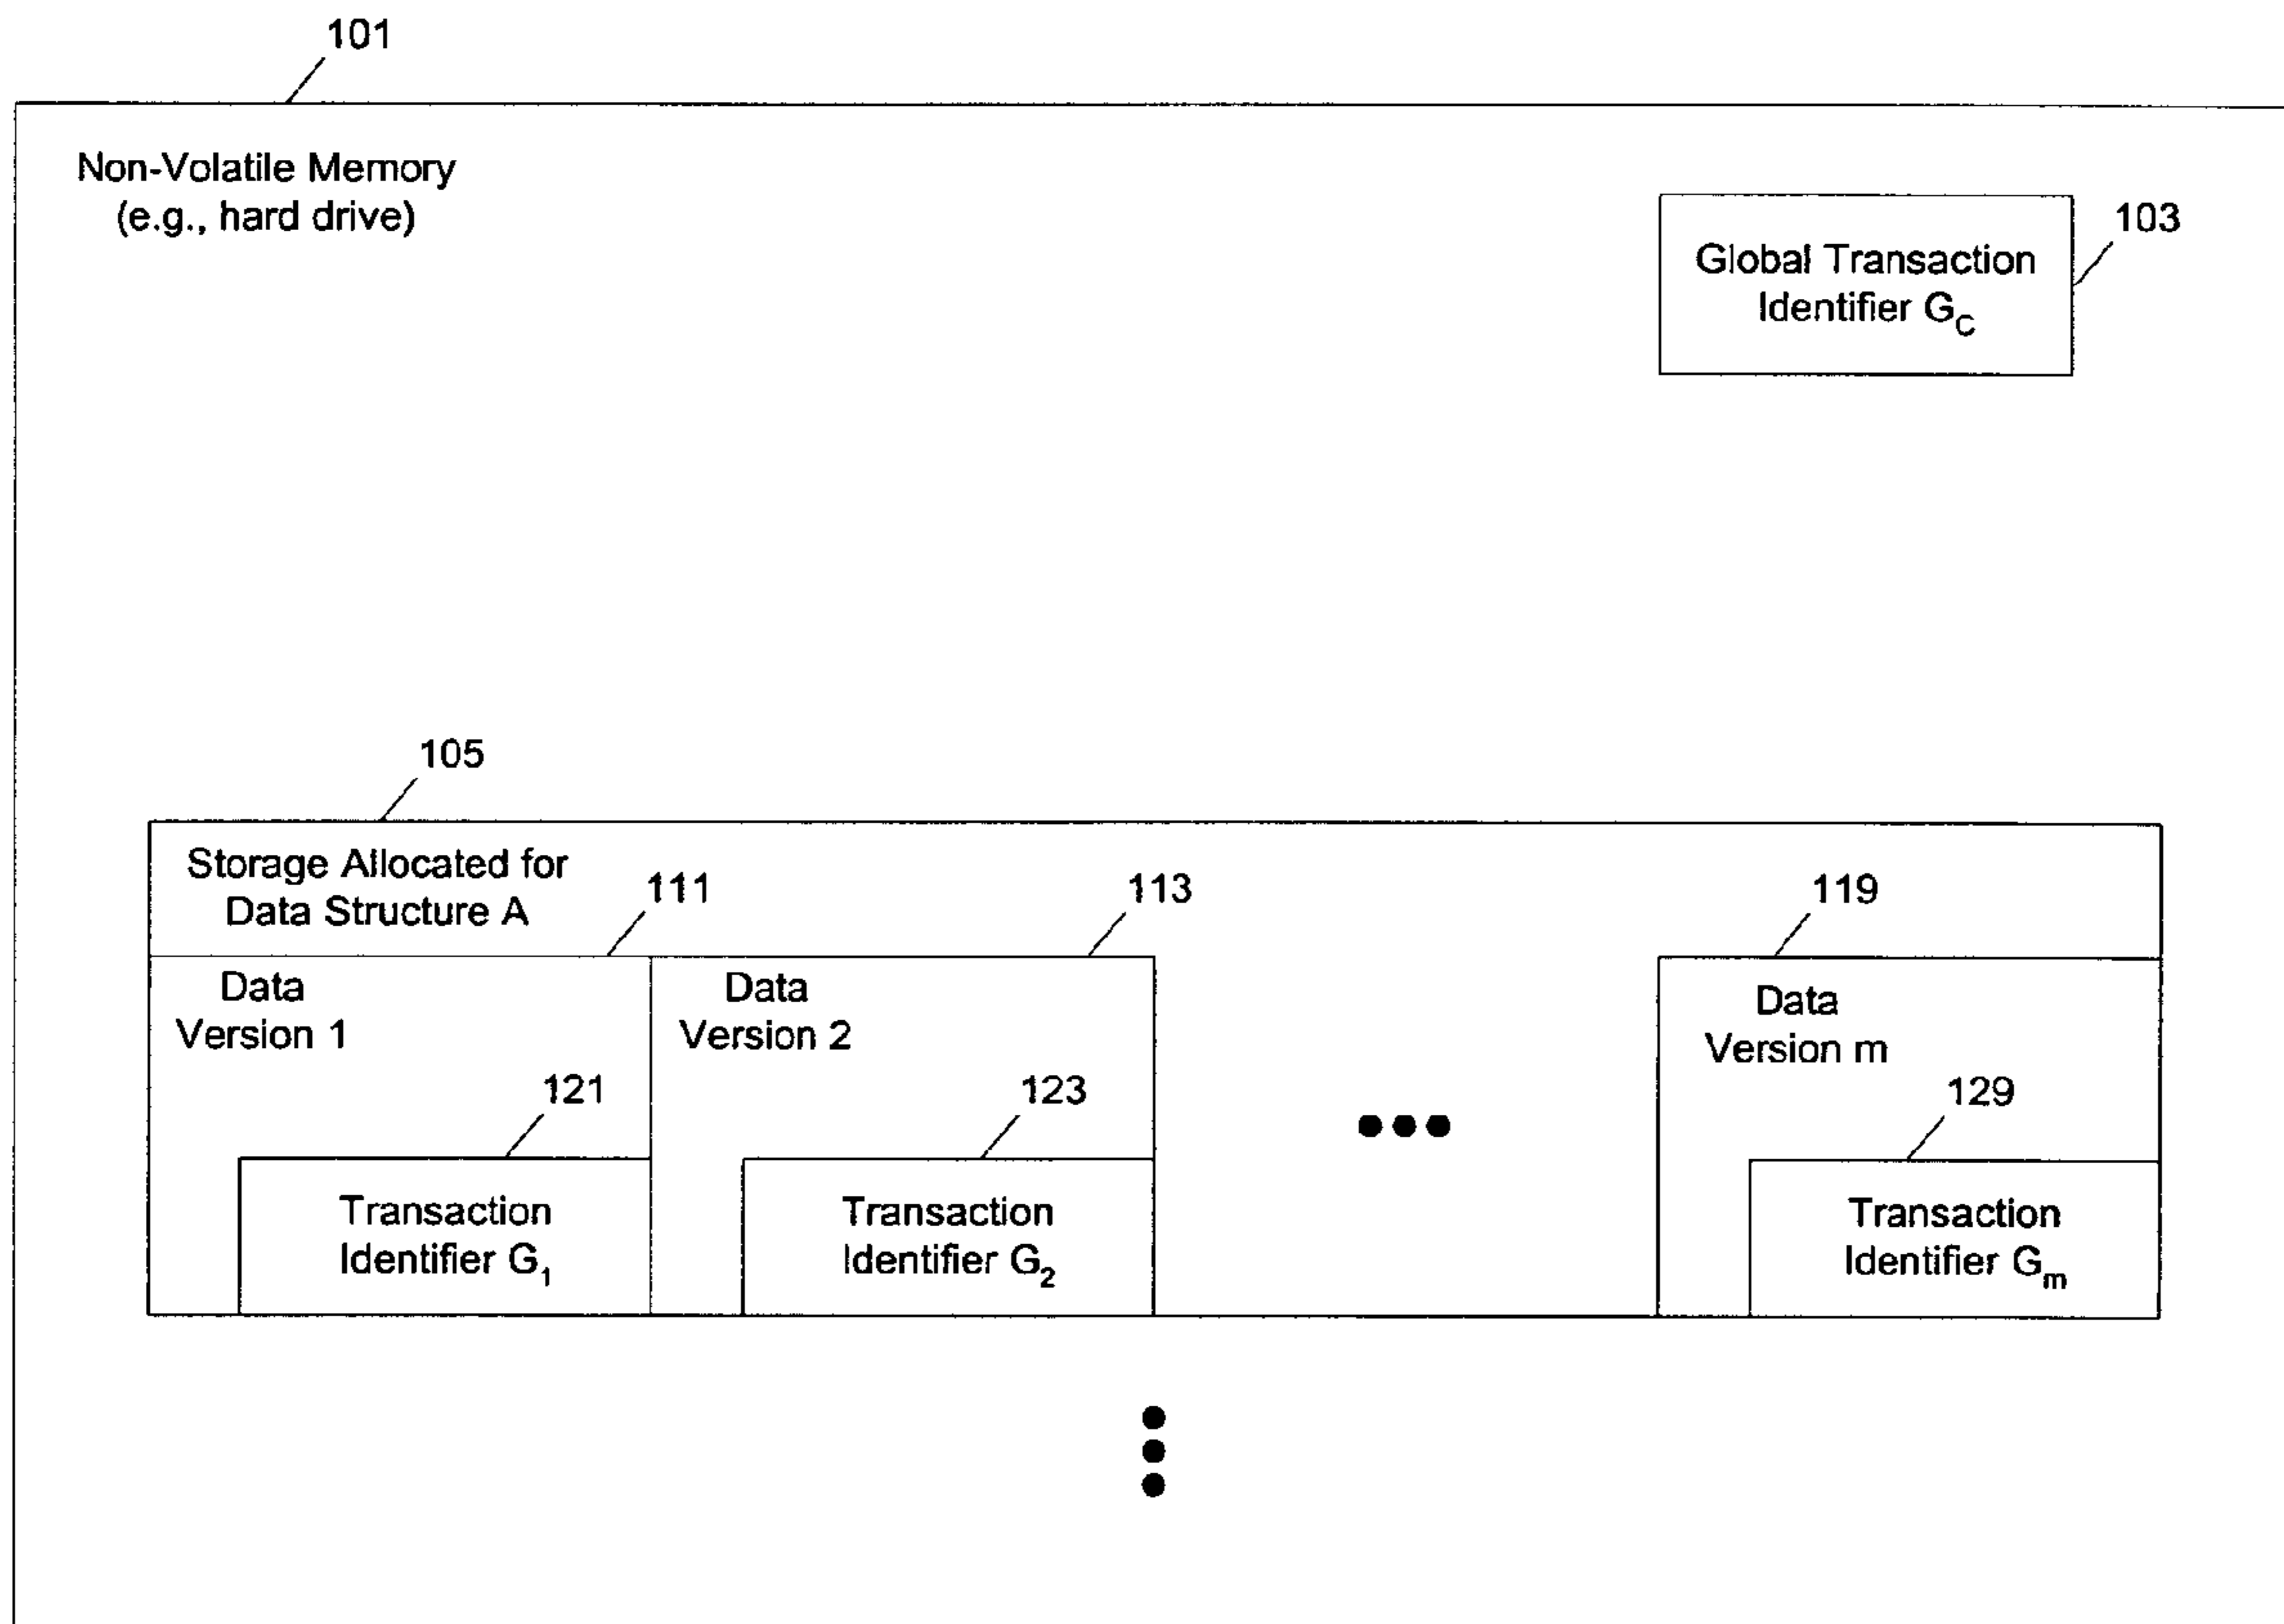 101
Non-Volatile Memory
(e.g., hard drive)
103
Global Transaction
Identifier G_C
105
Storage Allocated for
Data Structure A
111
113
119
Data
Version 1
Data
Version 2
Data
Version m
121
123
129
Transaction
Identifier G_1
Transaction
Identifier G_2
Transaction
Identifier G_m